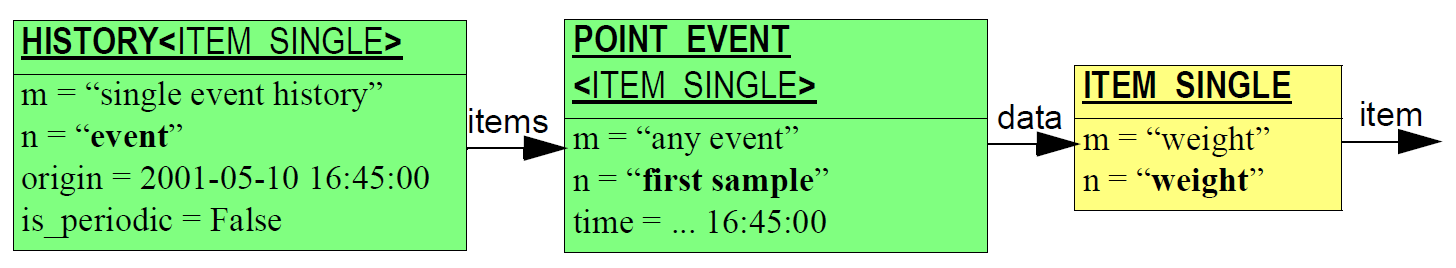 HISTORY<ITEM_SINGLE>
m = “single event history”
n = “event”
origin = 2001-05-10 16:45:00
is_periodic = False
items
POINT_EVENT
<ITEM_SINGLE>
m = “any event”
n = “first sample”
time = ... 16:45:00
data
ITEM_SINGLE
m = “weight”
n = “weight”
item